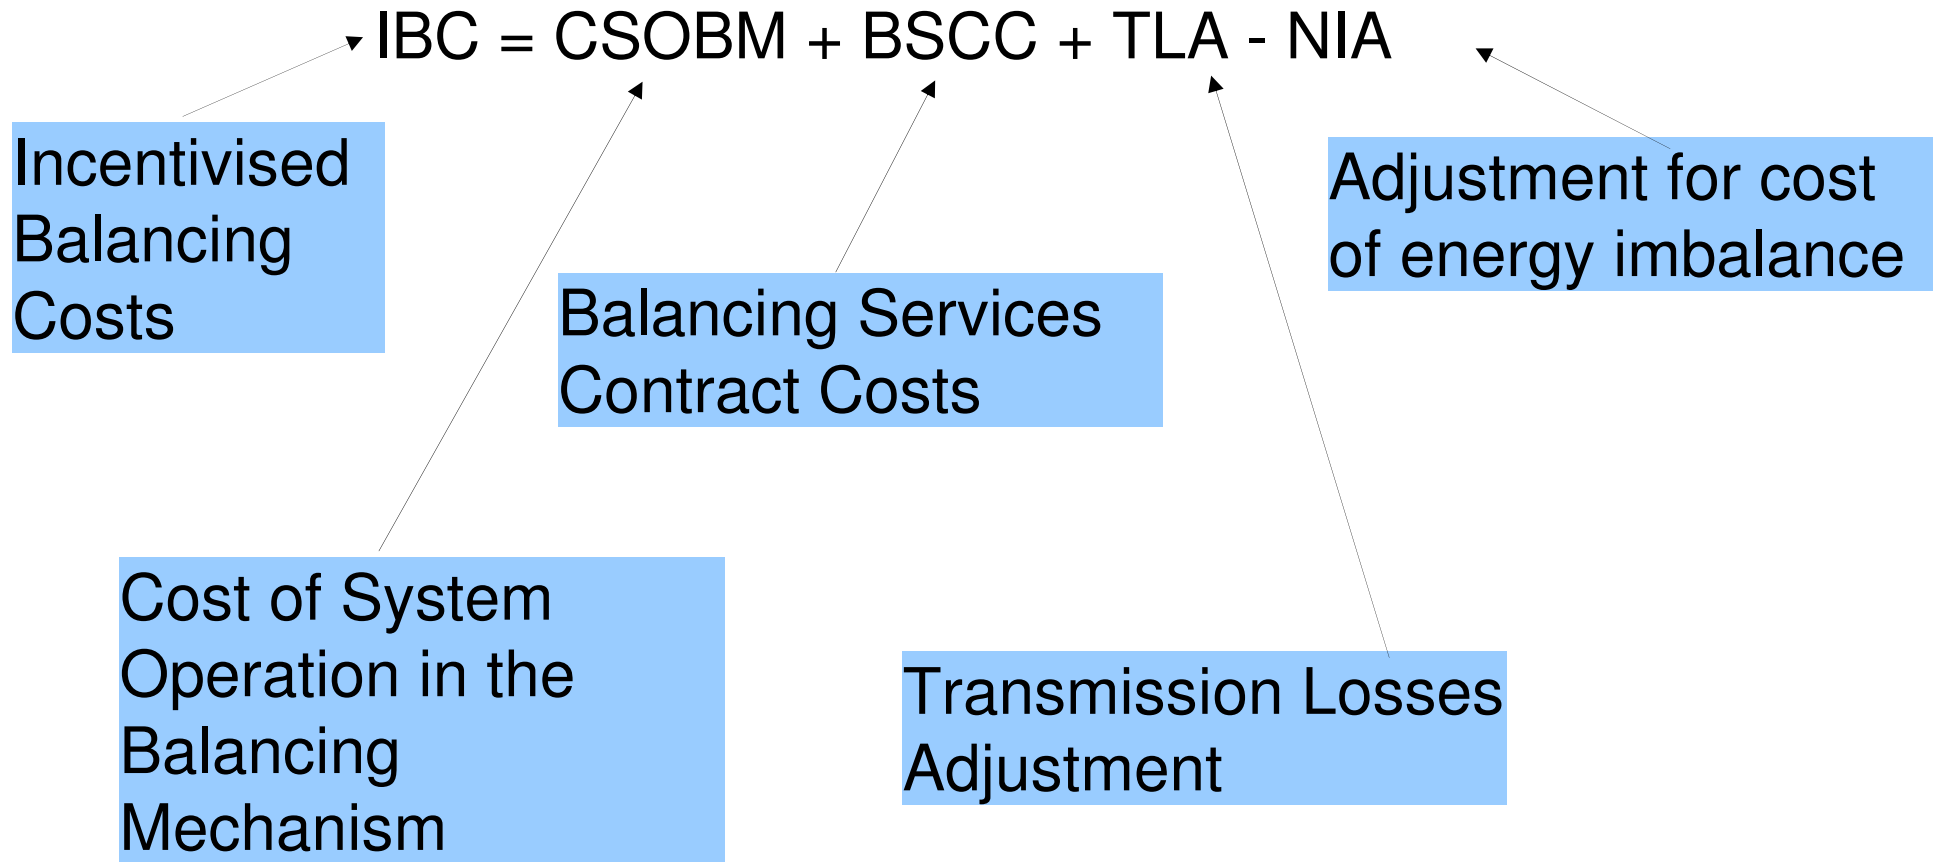 IBC = CSOBM + BSCC + TLA - NIA
Incentivised
Balancing
Costs
Adjustment for cost
of energy imbalance
Balancing Services
Contract Costs
Cost of System
Operation in the
Balancing
Mechanism
Transmission Losses
Adjustment